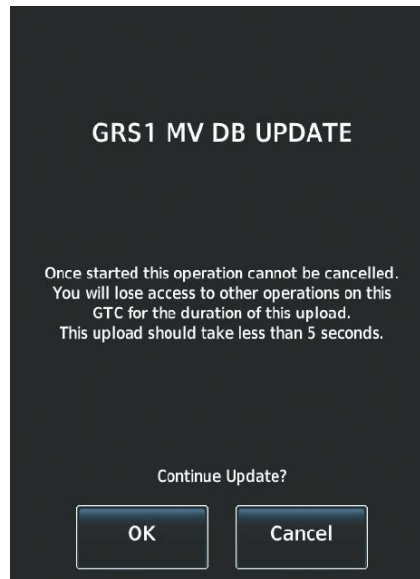 GRS1 MV DB UPDATE
Once started this operation cannot be cancelled.
You will lose access to other operations on this
GTC for the duration of this upload.
This upload should take less than 5 seconds.
Continue Update?
OK
Cancel